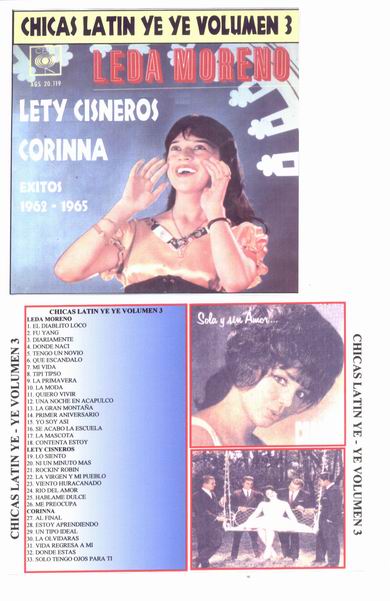 CHICAS LATIN YE YE VOLUMEN 3
CBS
AGS 20.119
LEDA MORENO
LETY CISNEROS
CORINNA
EXITOS
1962 - 1965
CHICAS LATIN YE - YE VOLUMEN 3
CHICAS LATIN YE YE VOLUMEN 3
LEDA MORENO
1. EL DIABLITO LOCO
2. FU YANG
3. DIARIAMENTE
4. DONDE NACI
5. TENGO UN NOVIO
6. QUE ESCANDALO
7. MI VIDA
8. TIPI TIPSO
9. LA PRIMAVERA
10. LA MODA
11. QUIERO VIVIR
12. UNA NOCHE EN ACAPULCO
13. LA GRAN MONTAÑA
14. PRIMER ANIVERSARIO
15. YO SOY ASI
16. SE ACABO LA ESCUELA
17. LA MASCOTA
18. CONTENTA ESTOY
LETY CISNEROS
19. LO SIENTO
20. NI UN MINUTO MAS
21. ROCKIN ROBIN
22. LA VIRGEN Y MI PUEBLO
23. VIENTO HURACANADO
24. RIO DEL AMOR
25. HABLAME DULCE
26. ME PREOCUPA
CORINNA
27. AL FINAL
28. ESTOY APRENDIENDO
29. UN TIPO IDEAL
30. LA OLVIDARAS
31. VIDA REGRESA A MI
32. DONDE ESTAS
33. SOLO TENGO OJOS PARA TI
Sola y sin Amor...
CHICAS LATIN YE - YE VOLUMEN 3